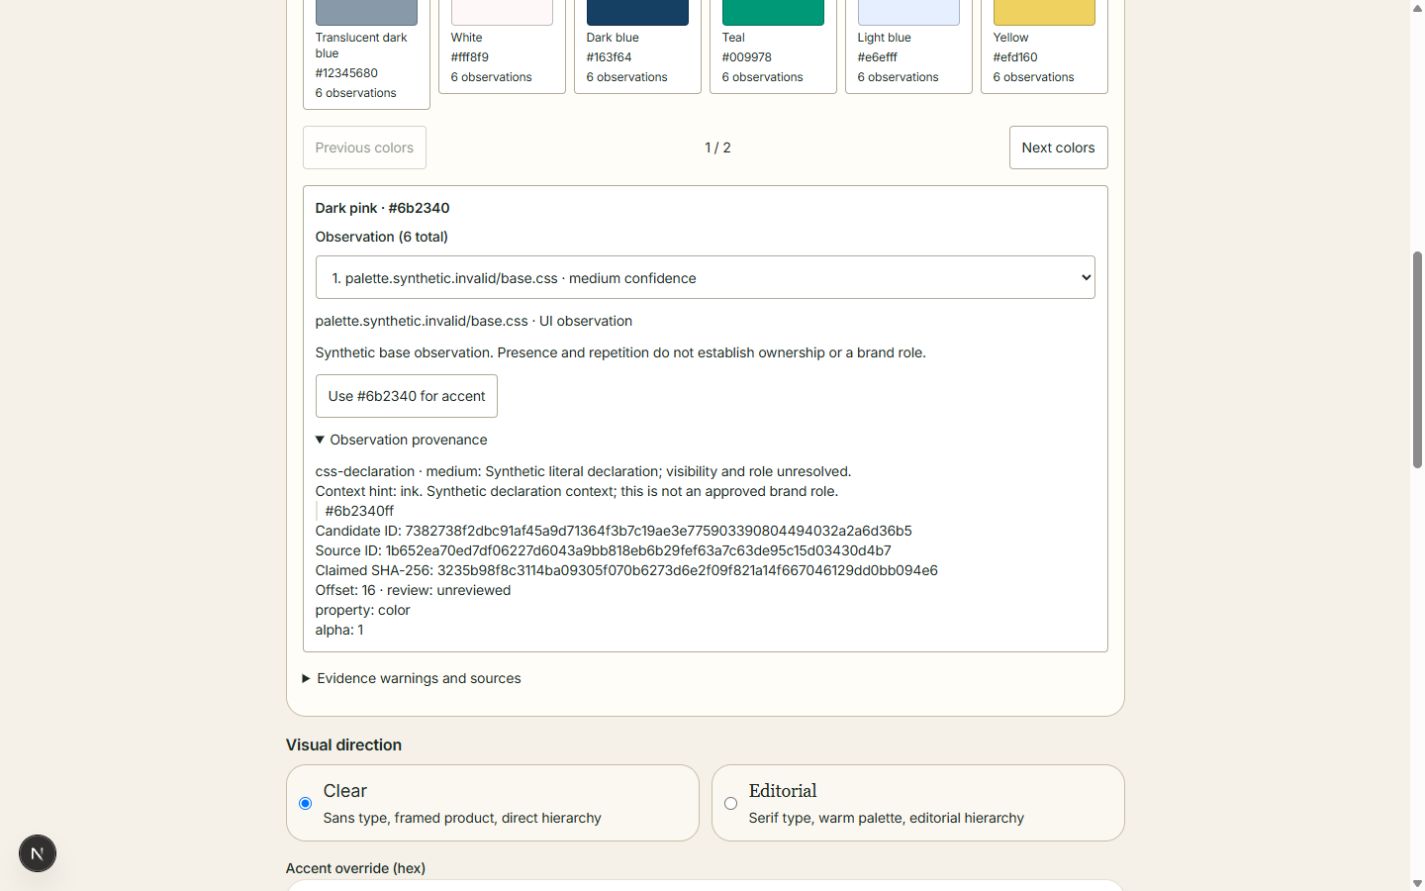 Translucent dark
blue
#12345680
6 observations
White
#fff8f9
6 observations
Dark blue
#163f64
6 observations
Teal
#009978
6 observations
Light blue
#e6efff
6 observations
Yellow
#efd160
6 observations
Previous colors
1 / 2
Next colors
Dark pink · #6b2340
Observation (6 total)
1. palette.synthetic.invalid/base.css · medium confidence
palette.synthetic.invalid/base.css · UI observation
Synthetic base observation. Presence and repetition do not establish ownership or a brand role.
Use #6b2340 for accent
▼ Observation provenance
css-declaration · medium: Synthetic literal declaration; visibility and role unresolved.
Context hint: ink. Synthetic declaration context; this is not an approved brand role.
#6b2340ff
Candidate ID: 7382738f2dbc91af45a9d71364f3b7c19ae3e775903390804494032a2a6d36b5
Source ID: 1b652ea70ed7df06227d6043a9bb818eb6b29fef63a7c63de95c15d03430d4b7
Claimed SHA-256: 3235b98f8c3114ba09305f070b6273d6e2f09f821a14f667046129dd0bb094e6
Offset: 16 · review: unreviewed
property: color
alpha: 1
▶ Evidence warnings and sources
Visual direction
Clear
Sans type, framed product, direct hierarchy
Editorial
Serif type, warm palette, editorial hierarchy
N
Accent override (hex)